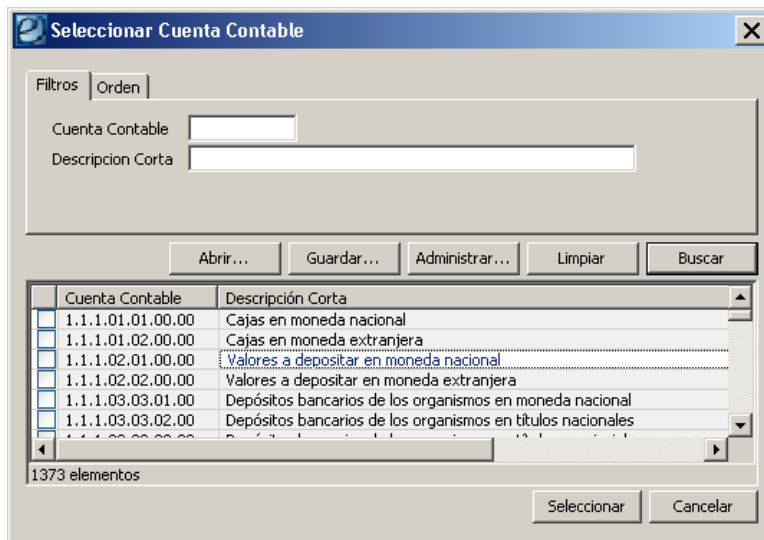 Seleccionar Cuenta Contable
Filtros Orden
Cuenta Contable
Descripcion Corta
Abrir... Guardar... Administrar... Limpiar Buscar
Cuenta Contable Descripción Corta
1.1.1.01.01.00.00 Cajas en moneda nacional
1.1.1.01.02.00.00 Cajas en moneda extranjera
1.1.1.02.01.00.00 Valores a depositar en moneda nacional
1.1.1.02.02.00.00 Valores a depositar en moneda extranjera
1.1.1.03.03.01.00 Depósitos bancarios de los organismos en moneda nacional
1.1.1.03.03.02.00 Depósitos bancarios de los organismos en títulos nacionales
1373 elementos
Seleccionar Cancelar